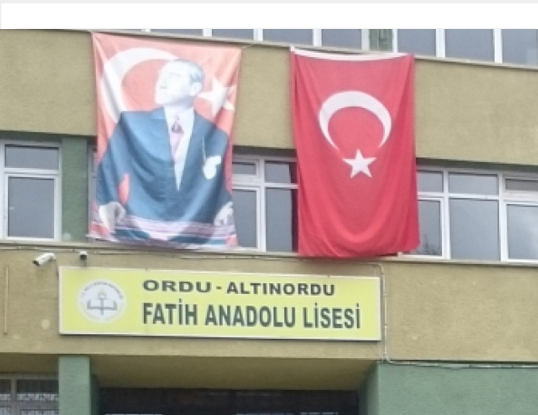 ORDU - ALTINORDU
FATİH ANADOLU LİSESİ